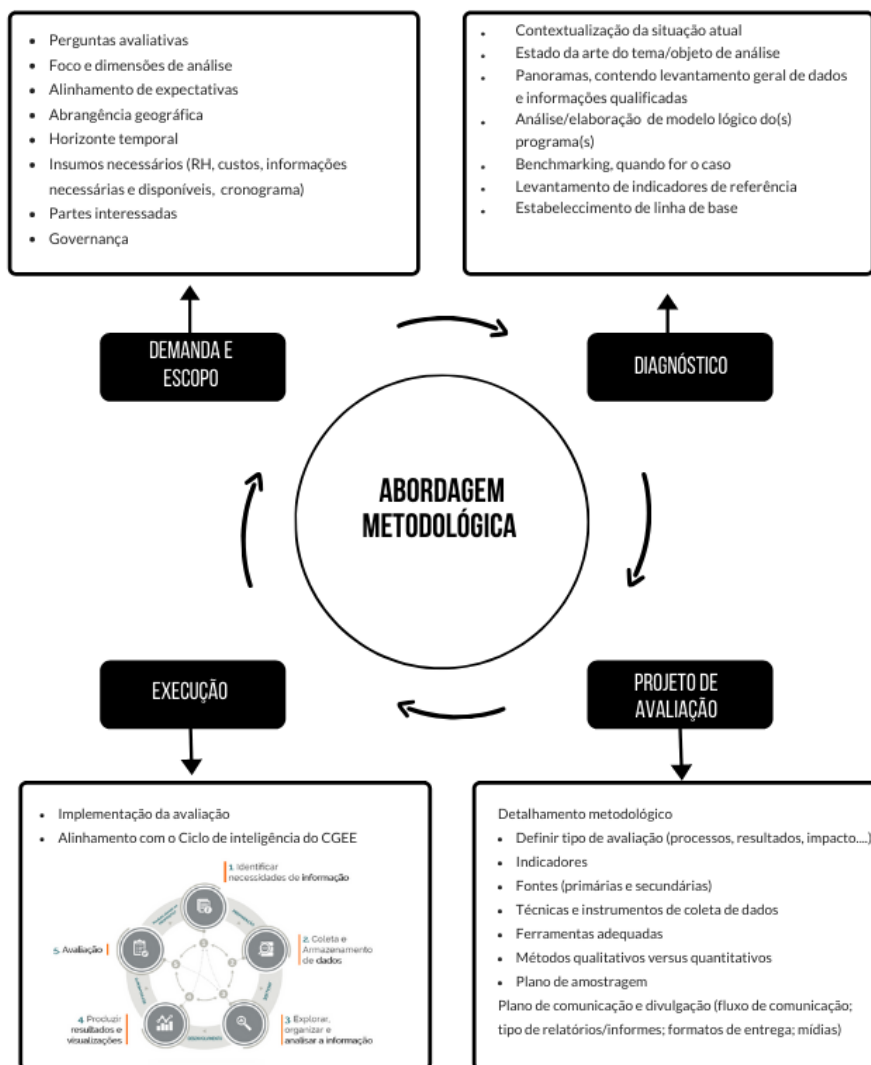 • Perguntas avaliativas
• Foco e dimensões de análise
• Alinhamento de expectativas
• Abrangência geográfica
• Horizonte temporal
• Insumos necessários (RH, custos, informações
necessárias e disponíveis, cronograma)
• Partes interessadas
• Governança
• Contextualização da situação atual
• Estado da arte do tema/objeto de análise
• Panoramas, contendo levantamento geral de dados
e informações qualificadas
• Análise/elaboração de modelo lógico do(s)
programa(s)
• Benchmarking, quando for o caso
• Levantamento de indicadores de referência
• Estabeleccimento de linha de base
DEMANDA E
ESCOPO
DIAGNÓSTICO
ABORDAGEM
METODOLÓGICA
EXECUÇÃO
PROJETO DE
AVALIAÇÃO
• Implementação da avaliação
• Alinhamento com o Ciclo de inteligência do CGEE
1. Identificar
necessidades de informação
2. Coleta e
Armazenamento
de dados
3. Explorar,
organizar e
analisar a informação
4. Produzir
resultados e
visualizações
5. Avaliação
DESENVOLVIMENTO
1
2
3
4
5
Detalhamento metodológico
• Definir tipo de avaliação (processos, resultados, impacto....)
• Indicadores
• Fontes (primárias e secundárias)
• Técnicas e instrumentos de coleta de dados
• Ferramentas adequadas
• Métodos qualitativos versus quantitativos
• Plano de amostragem
Plano de comunicação e divulgação (fluxo de comunicação;
tipo de relatórios/informes; formatos de entrega; mídias)